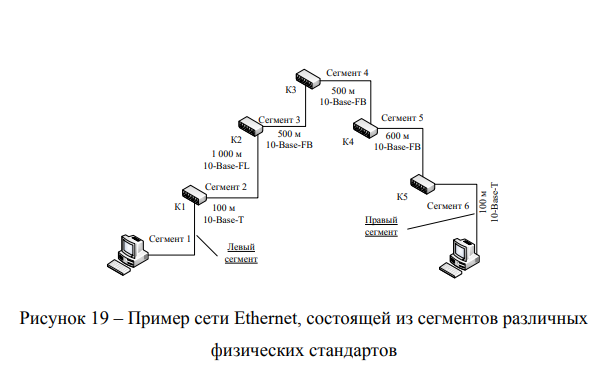 Сегмент 4
К3
500 м
10-Base-FB
Сегмент 3
Сегмент 5
К2
500 м
10-Base-FB
К4
600 м
10-Base-FB
1 000 м
10-Base-FL
Сегмент 2
К5
К1
100 м
10-Base-T
Сегмент 6
100 м
10-Base-T
Правый
сегмент
Сегмент 1
Левый
сегмент
Рисунок 19 – Пример сети Ethernet, состоящей из сегментов различных
физических стандартов